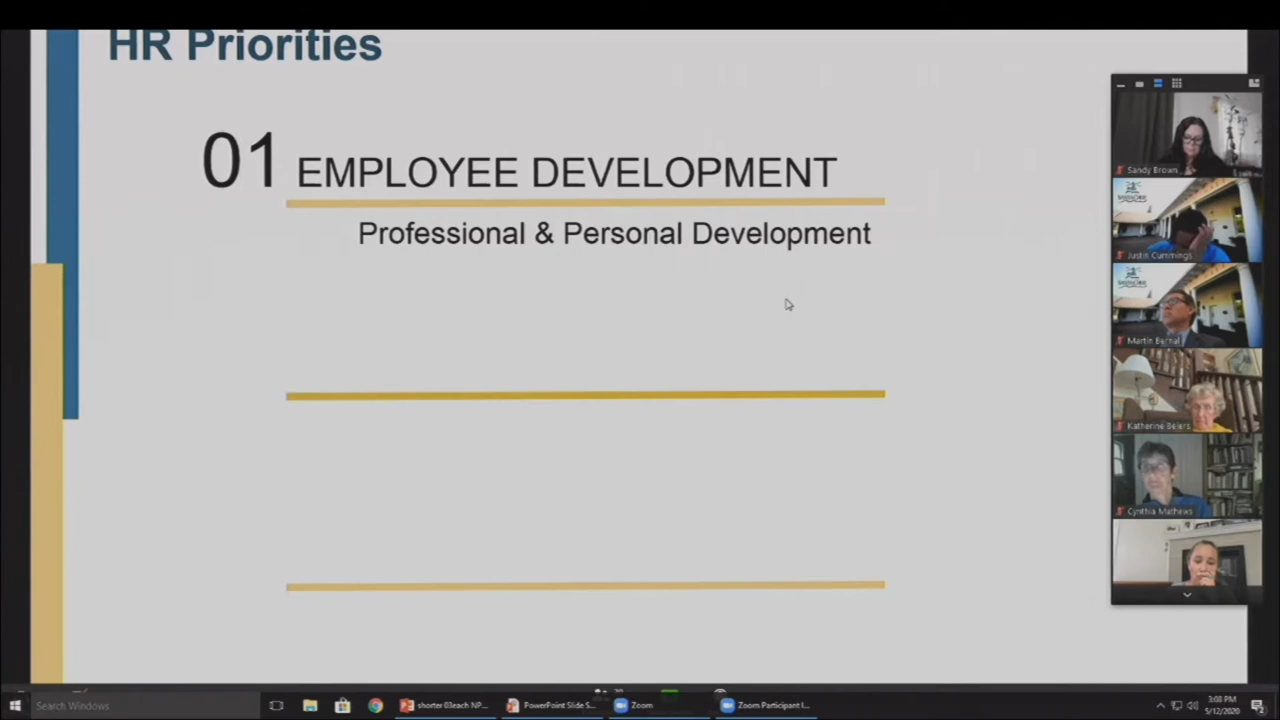 HR Priorities
01 EMPLOYEE DEVELOPMENT
Professional & Personal Development
Sandy Brown
Justin Cummings
Martin Bernal
Katherine Beiers
Cynthia Mathews
Search Windows
shorter 03each NP...
PowerPoint Slide S...
Zoom
Zoom Participant I...
3:08 PM
5/12/2020